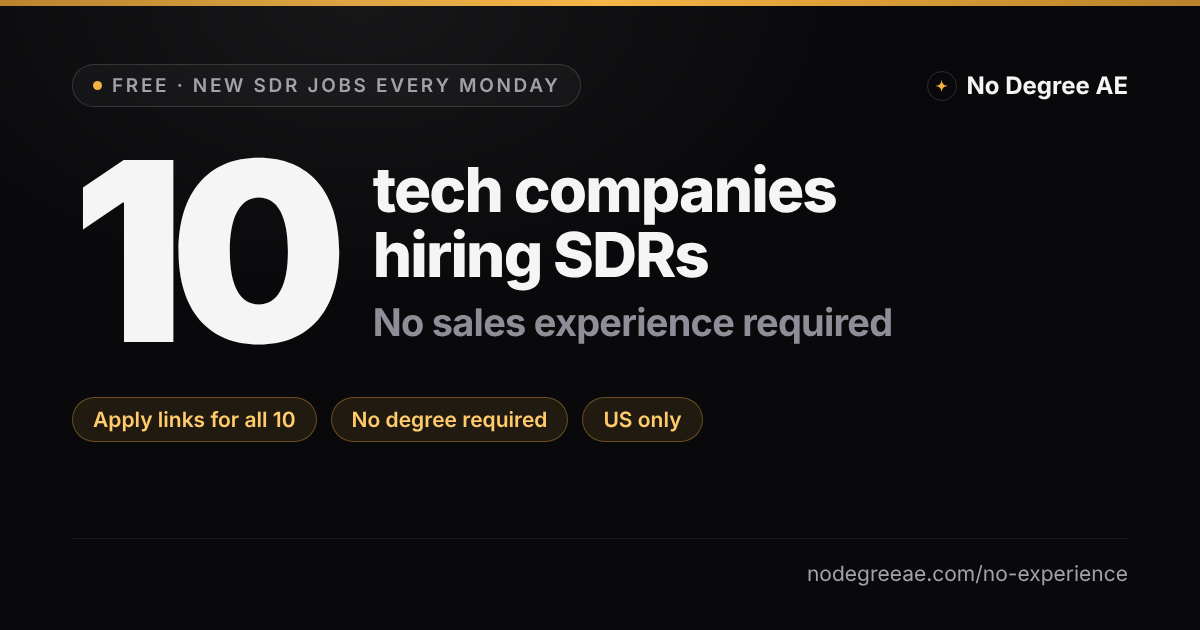 FREE · NEW SDR JOBS EVERY MONDAY
No Degree AE
10
tech companies
hiring SDRs
No sales experience required
Apply links for all 10
No degree required
US only
nodegreeae.com/no-experience